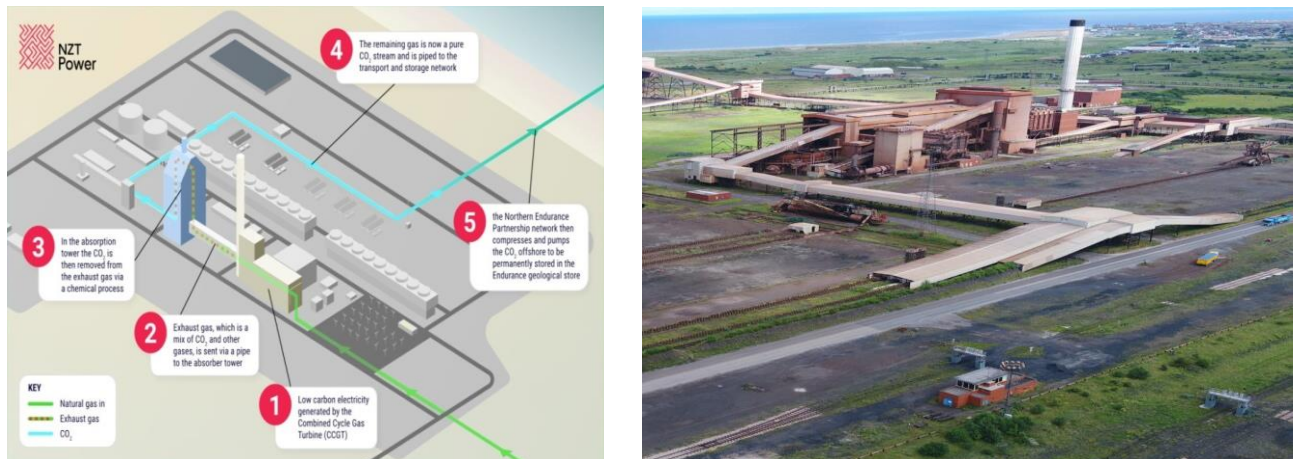 NZT
Power
4
The remaining gas is now a pure
CO₂ stream and is piped to the
transport and storage network
5
the Northern Endurance
Partnership network then
compresses and pumps
the CO₂ offshore to be
permanently stored in the
Endurance geological store
3
In the absorption
tower the CO₂ is
then removed from
the exhaust gas via
a chemical process
2
Exhaust gas, which is a
mix of CO₂ and other
gases, is sent via a pipe
to the absorber tower
1
Low carbon electricity
generated by the
Combined Cycle Gas
Turbine (CCGT)
KEY
Natural gas in
Exhaust gas
CO₂